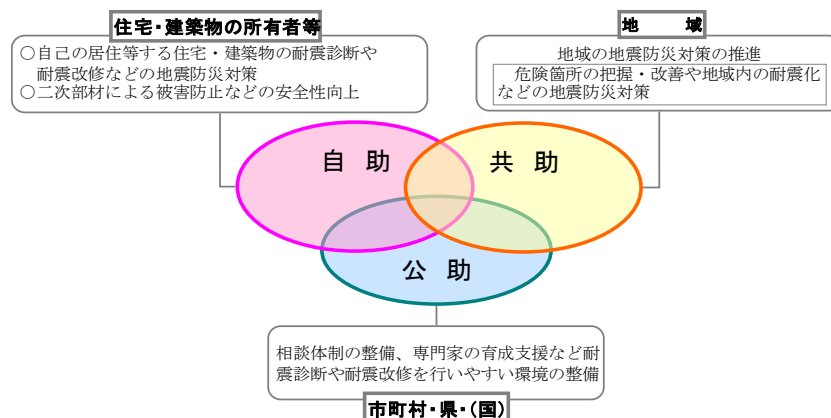 住宅・建築物の所有者等
○自己の居住等する住宅・建築物の耐震診断や
耐震改修などの地震防災対策
○二次部材による被害防止などの安全性向上
地　域
地域の地震防災対策の推進
危険箇所の把握・改善や地域内の耐震化
などの地震防災対策
自 助
共 助
公 助
相談体制の整備、専門家の育成支援など耐
震診断や耐震改修を行いやすい環境の整備
市町村・県・(国)